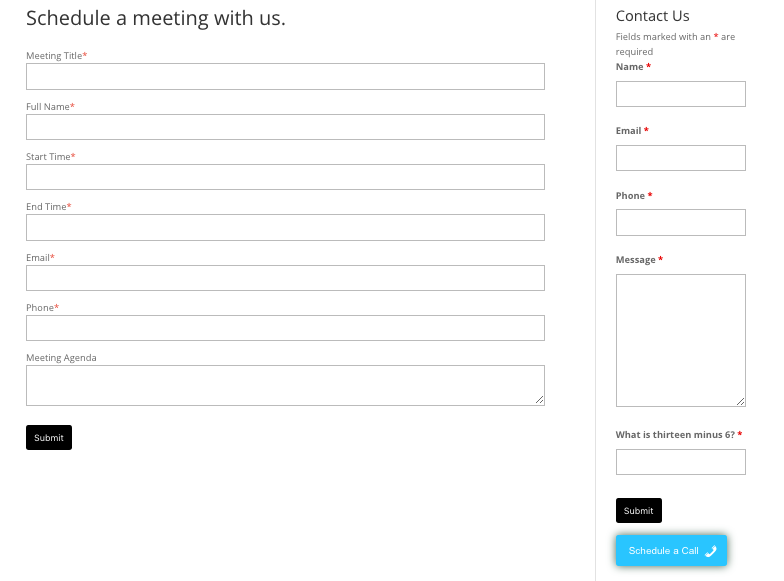 Schedule a meeting with us.
Meeting Title*
Full Name*
Start Time*
End Time*
Email*
Phone*
Meeting Agenda
Submit
Contact Us
Fields marked with an * are
required
Name *
Email *
Phone *
Message *
What is thirteen minus 6? *
Submit
Schedule a Call